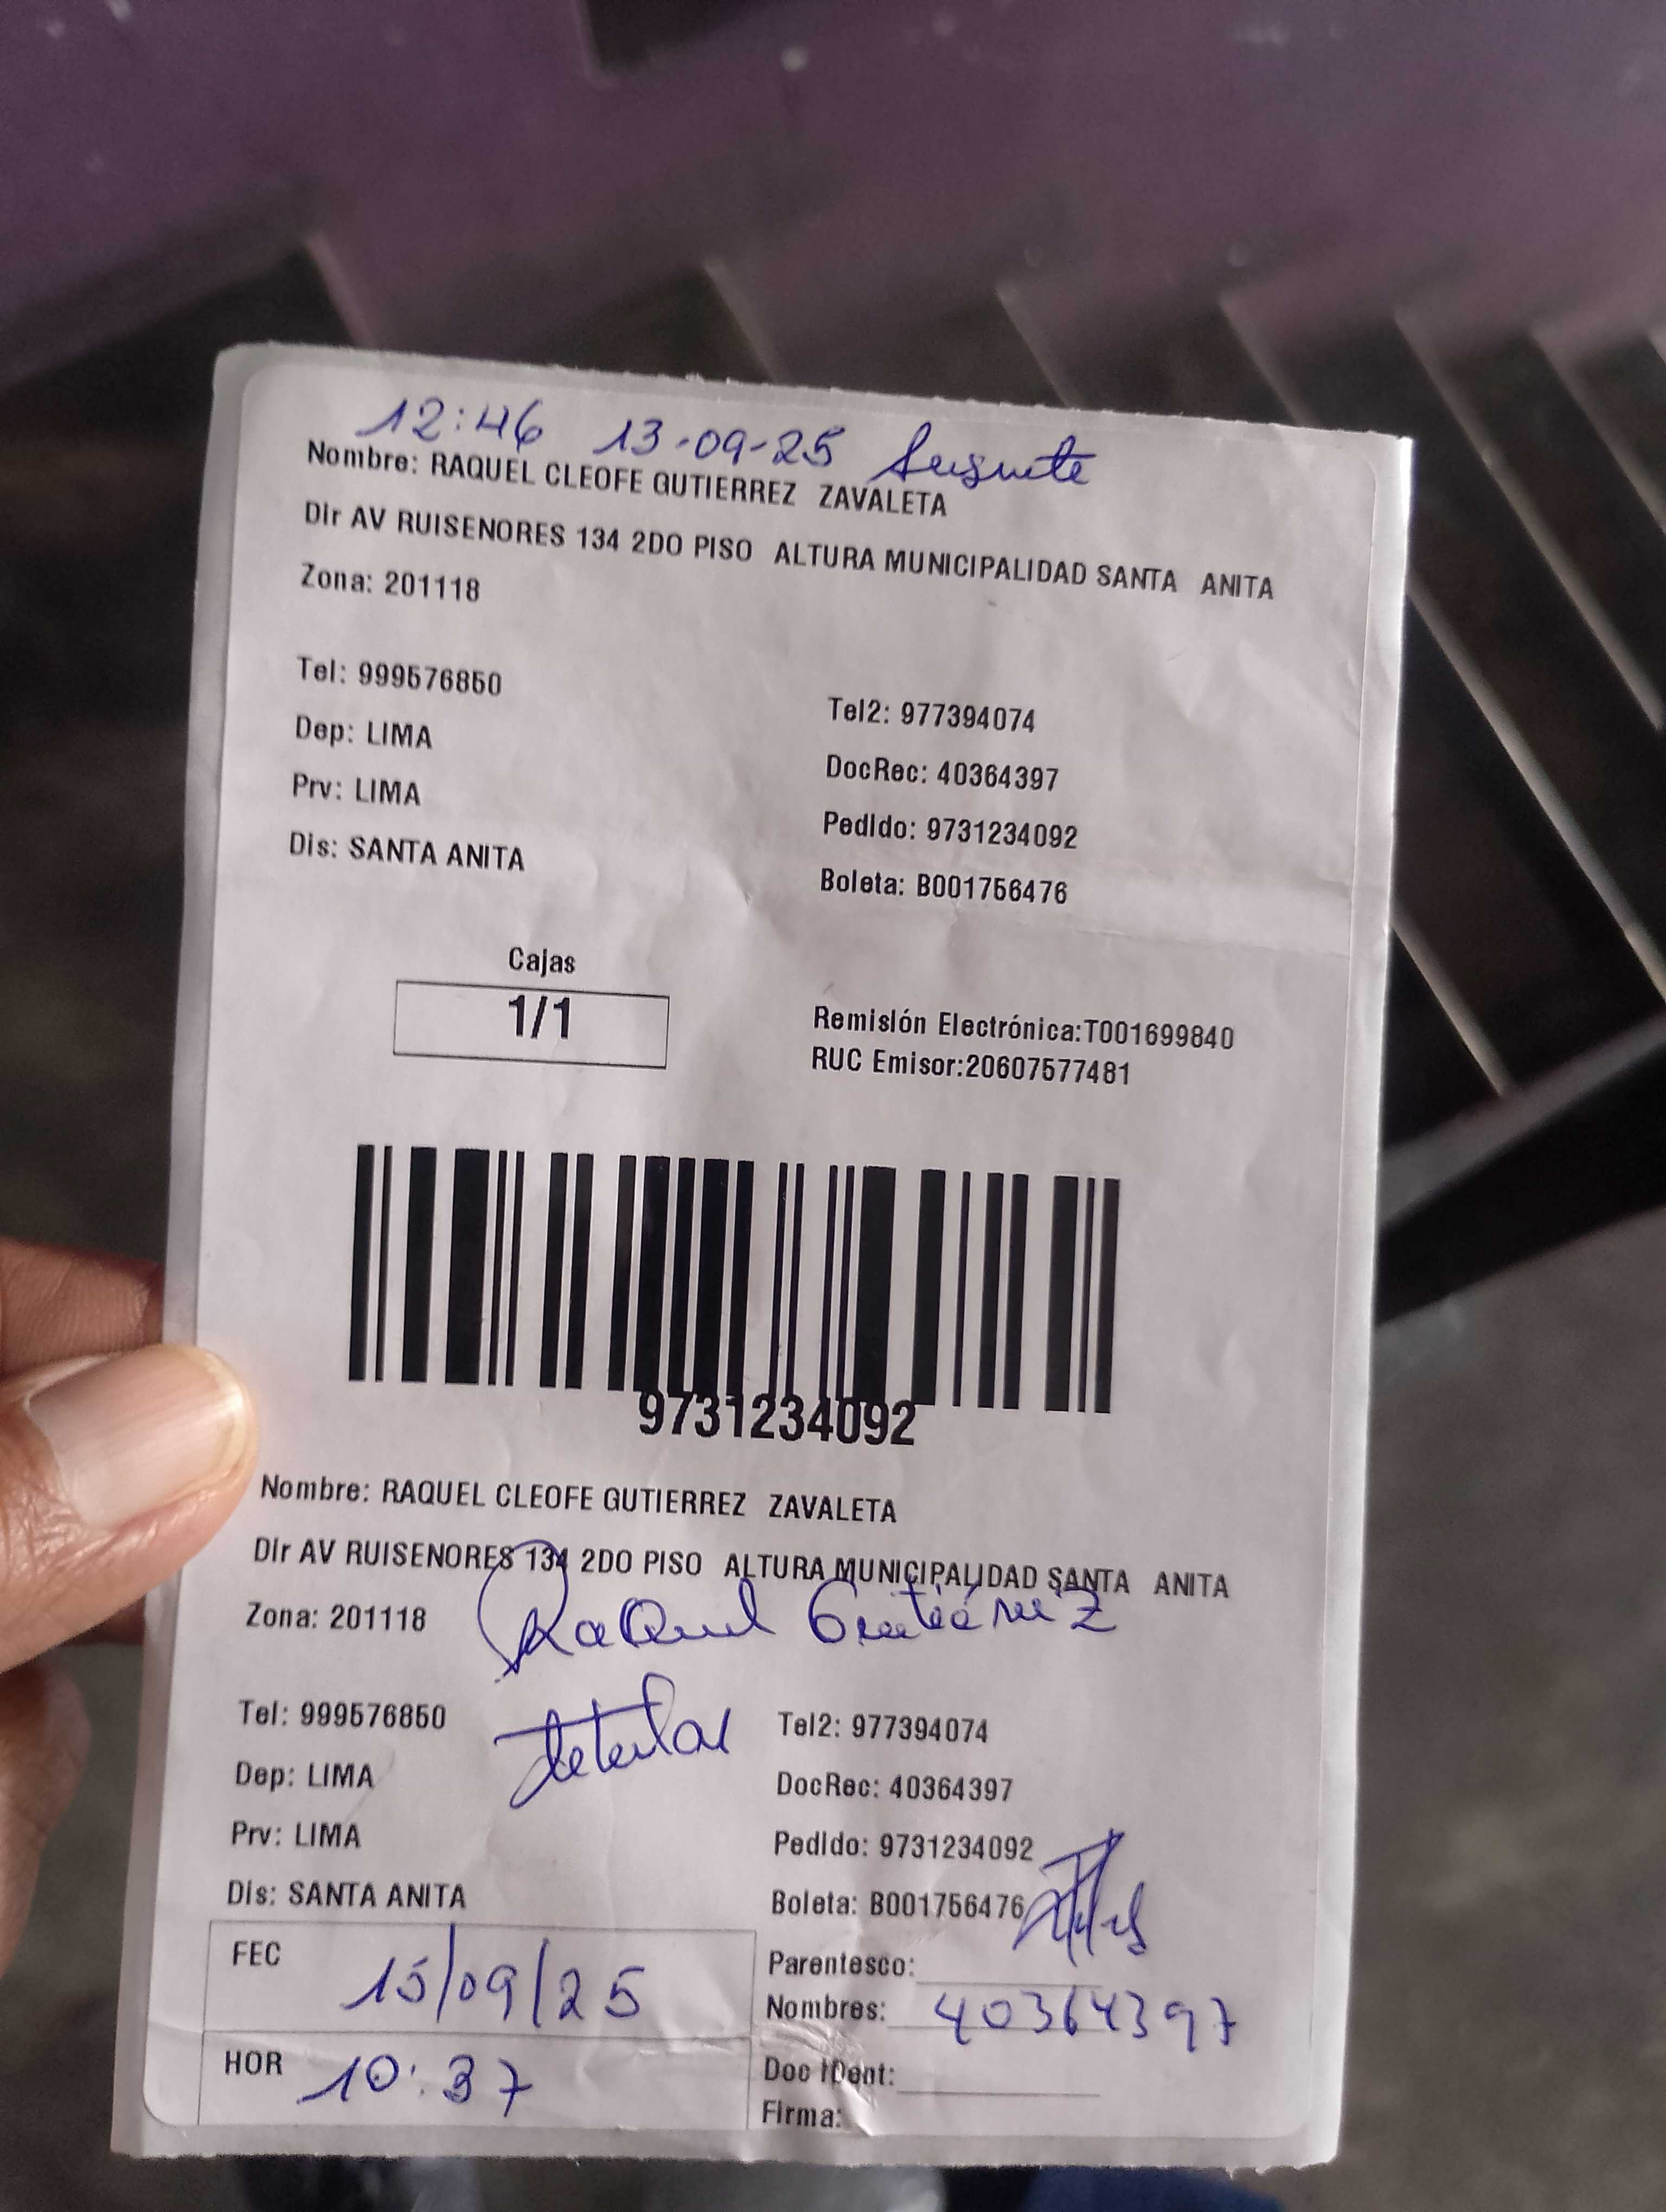 12:46 13-09-25 Ausente
Nombre: RAQUEL CLEOFE GUTIERREZ ZAVALETA
Dir AV RUISENORES 134 2DO PISO ALTURA MUNICIPALIDAD SANTA ANITA
Zona: 201118
Tel: 999576850
Tel2: 977394074
Dep: LIMA
DocRec: 40364397
Prv: LIMA
Pedido: 9731234092
Dis: SANTA ANITA
Boleta: B001756476
Cajas
1/1
Remisión Electrónica:T001699840
RUC Emisor:20607577481
9731234092
Nombre: RAQUEL CLEOFE GUTIERREZ ZAVALETA
Dir AV RUISENORES 134 2DO PISO ALTURA MUNICIPALIDAD SANTA ANITA
Zona: 201118
Raquel Gutiérrez
Tel: 999576850
titular
Tel2: 977394074
Dep: LIMA
DocRec: 40364397
Prv: LIMA
Pedido: 9731234092
Dis: SANTA ANITA
Boleta: B001756476
FEC 15/09/25
Parentesco:
Nombres: 40364397
HOR 10:37
Doc IDent:
Firma: